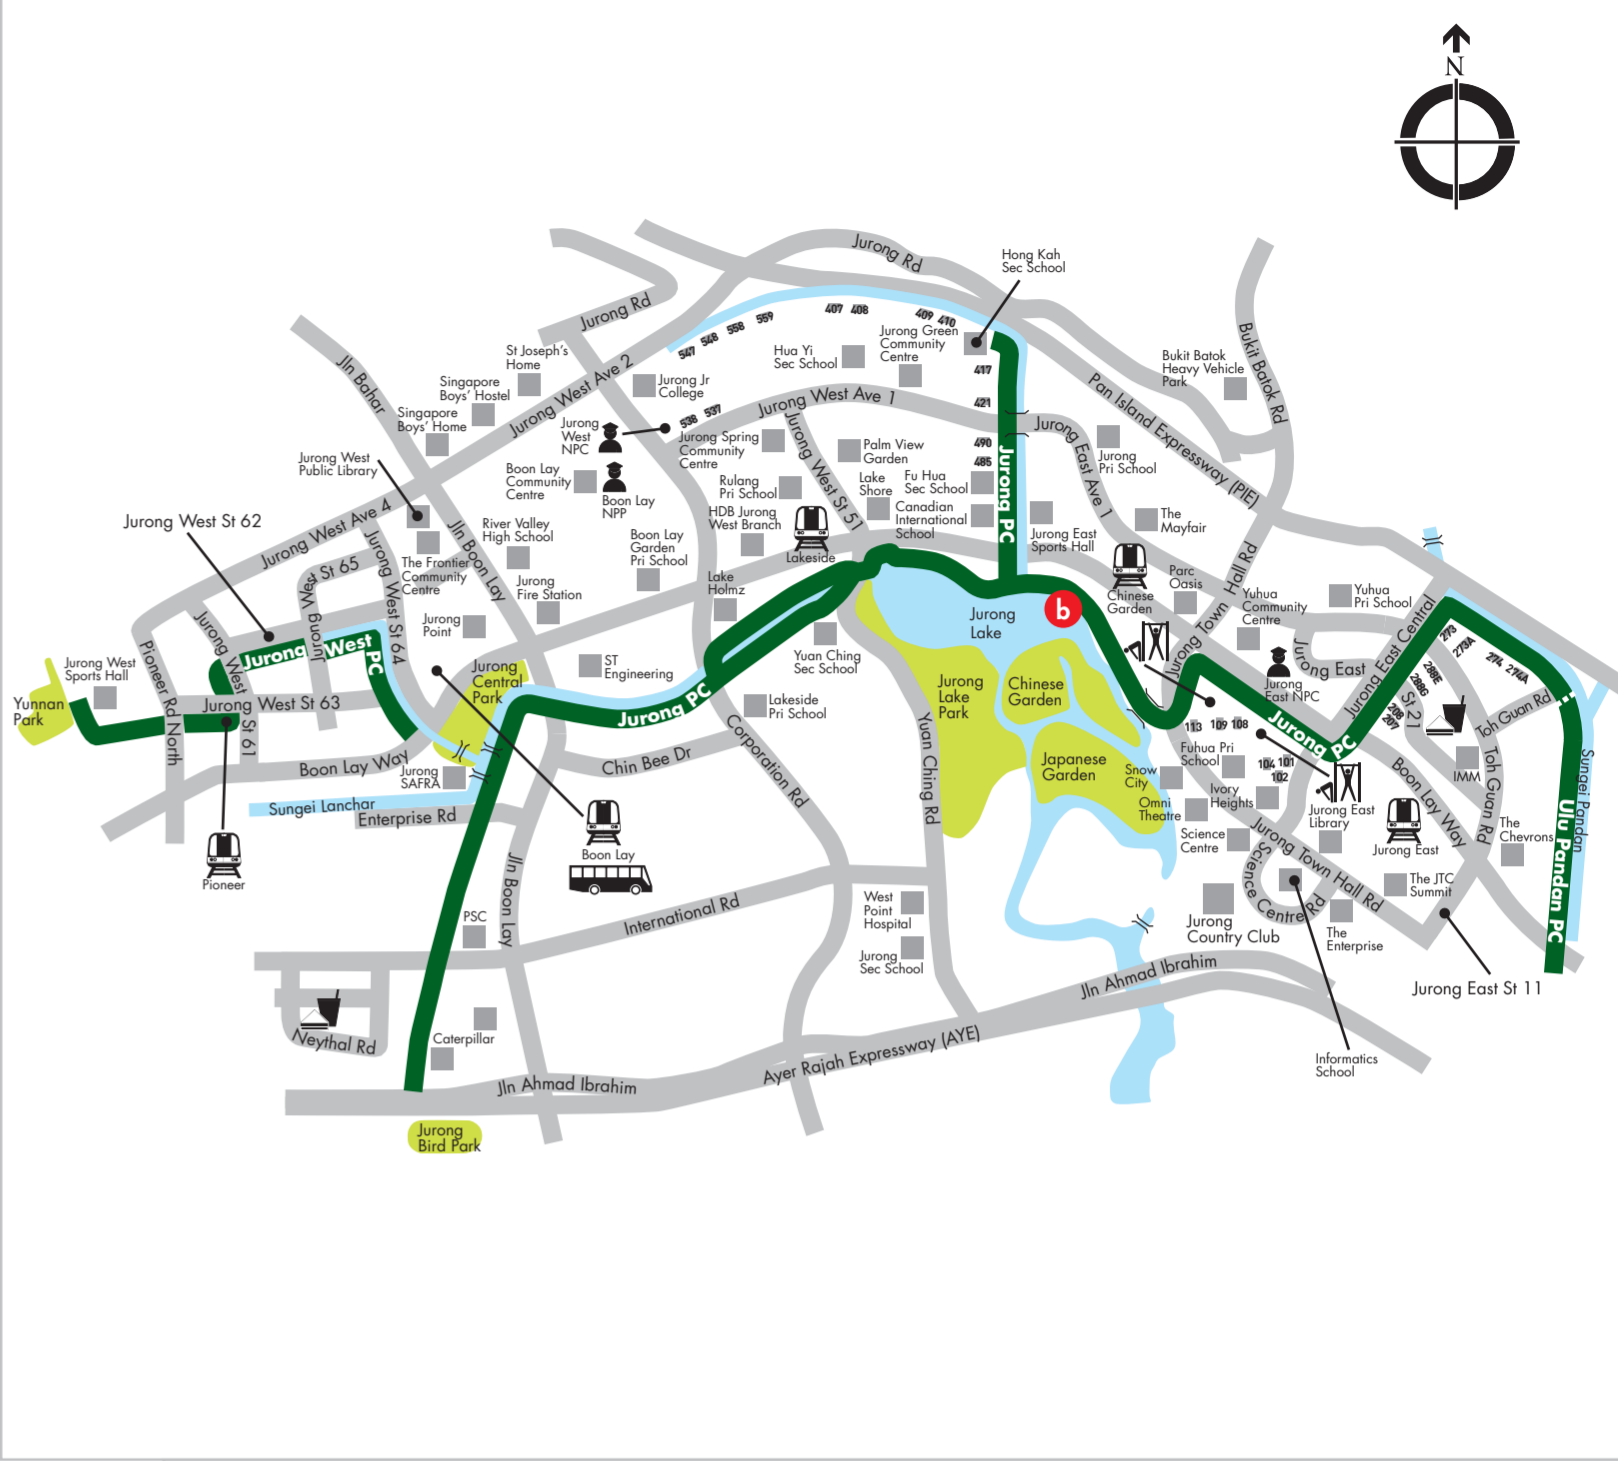 N
Jurong Rd
Hong Kah
Sec School
Jurong Rd
407
408
409
410
547
548
558
559
Jurong Green
Community
Centre
Hua Yi
Sec School
417
421
490
485
Bukit Batok Rd
Bukit Batok
Heavy Vehicle
Park
Pan Island Expressway (PIE)
Jln Bahar
St Joseph's
Home
Singapore
Boys' Hostel
Singapore
Boys' Home
Jurong West Ave 2
Jurong Jr
College
538
537
Jurong West Ave 1
Jurong
West
NPC
Jurong Spring
Community
Centre
Jurong West St 51
Palm View
Garden
Jurong East Ave 1
Jurong
Pri School
Jurong West
Public Library
Boon Lay
Community
Centre
Boon Lay
NPP
Rulang
Pri School
Lake
Shore
Fu Hua
Sec School
Jurong PC
HDB Jurong
West Branch
Canadian
International
School
Jurong East
Sports Hall
The
Mayfair
Jurong West St 62
Jurong West Ave 4
River Valley
High School
Jln Boon Lay
Boon Lay
Garden
Pri School
Lakeside
The Frontier
Community
Centre
Jurong West St 64
Jurong West St 65
Jurong
Fire Station
Lake
Holmz
Chinese
Garden
Parc
Oasis
Jurong Town Hall Rd
Yuhua
Community
Centre
Yuhua
Pri School
b
Jurong
Lake
Jurong
Point
Jurong West PC
Jurong West St 61
Pioneer Rd North
Jurong West
Sports Hall
Yunnan
Park
Jurong West St 63
Jurong
Central
Park
ST
Engineering
Yuan Ching
Sec School
Jurong PC
Lakeside
Pri School
Jurong
Lake
Park
Chinese
Garden
Jurong
East NPC
Jurong East St 21
Jurong East Central
273
273A
274
274A
288E
288G
208
207
Toh Guan Rd
113
109
108
Jurong PC
Fuhua Pri
School
104
101
102
Boon Lay Way
Jurong
SAFRA
Chin Bee Dr
Corporation Rd
Yuan Ching Rd
Japanese
Garden
Snow
City
Omni
Theatre
Ivory
Heights
Jurong East
Library
Science
Centre
Boon Lay Way
IMM
Toh Guan Rd
Sungei Pandan
Ulu Pandan PC
The
Chevrons
Jurong East
Sungei Lanchar
Enterprise Rd
Pioneer
Boon Lay
Jln Boon Lay
Jurong Town Hall Rd
Science Centre Rd
The JTC
Summit
The
Enterprise
Jurong
Country Club
Jurong East St 11
PSC
International Rd
West
Point
Hospital
Jurong
Sec School
Jln Ahmad Ibrahim
Neythal Rd
Caterpillar
Ayer Rajah Expressway (AYE)
Informatics
School
Jln Ahmad Ibrahim
Jurong
Bird Park